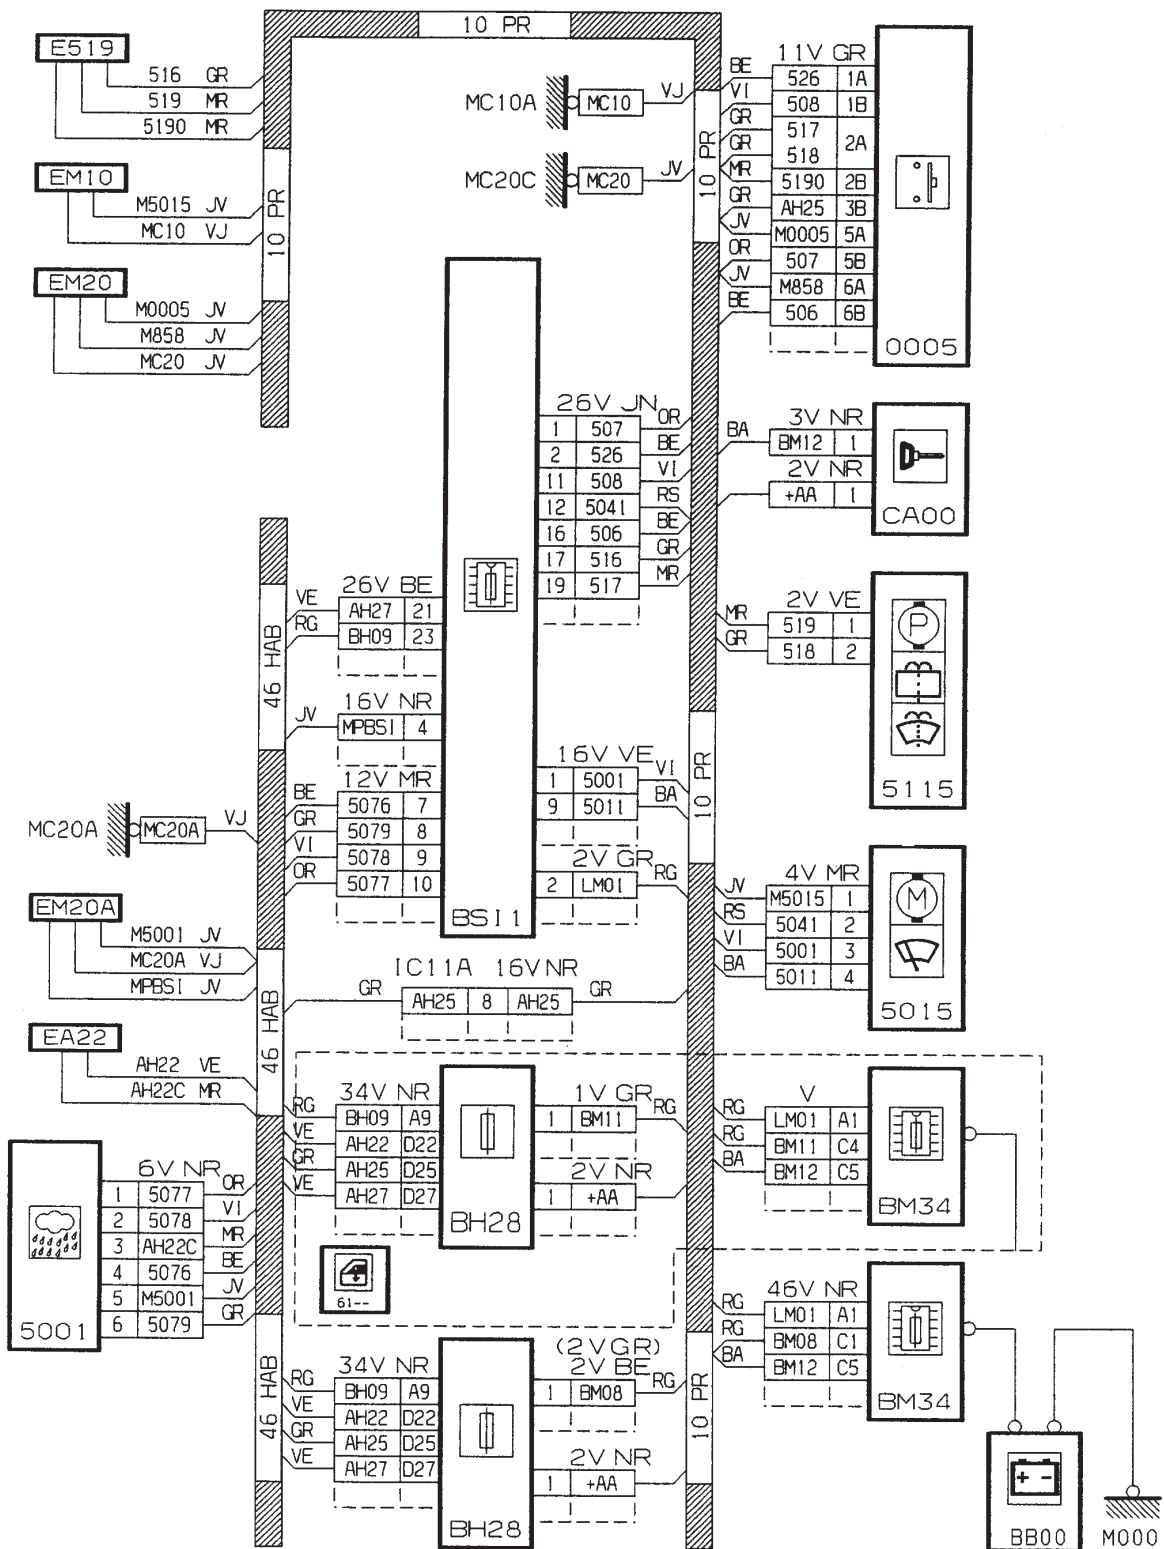 10 PR
E519
516 GR
519 MR
5190 MR
EM10
M5015 JV
MC10 VJ
10 PR
EM20
M0005 JV
M858 JV
MC20 JV
MC10A MC10 VJ
MC20C MC20 JV
10 PR
11V GR
BE 526 1A
VI 508 1B
GR 517 2A
GR 518
MR 5190 2B
GR AH25 3B
JV M0005 5A
OR 507 5B
JV M858 6A
BE 506 6B
0005
26V JN
1 507 OR
2 526 BE
11 508 VI
12 5041 RS
16 506 BE
17 516 GR
19 517 MR
3V NR
BA BM12 1
2V NR
+AA 1
CA00
46 HAB
26V BE
VE AH27 21
RG BH09 23
16V NR
JV MPBSI 4
12V MR
BE 5076 7
GR 5079 8
VI 5078 9
OR 5077 10
16V VE
1 5001 VI
9 5011 BA
2V GR
2 LM01 RG
BSI1
10 PR
2V VE
MR 519 1
GR 518 2
P
5115
MC20A MC20A VJ
EM20A
M5001 JV
MC20A VJ
MPBSI JV
46 HAB
IC11A 16V NR
GR AH25 8 AH25 GR
4V MR
JV M5015 1
RS 5041 2
VI 5001 3
BA 5011 4
M
5015
EA22
AH22 VE
AH22C MR
34V NR
RG BH09 A9
VE AH22 D22
GR AH25 D25
VE AH27 D27
1V GR
1 BM11 RG
2V NR
1 +AA
BH28
V
RG LM01 A1
RG BM11 C4
BA BM12 C5
BM34
6V NR
1 5077 OR
2 5078 VI
3 AH22C MR
4 5076 BE
5 M5001 JV
6 5079 GR
5001
61--
46 HAB
34V NR
RG BH09 A9
VE AH22 D22
GR AH25 D25
VE AH27 D27
(2V GR)
2V BE
1 BM08 RG
2V NR
1 +AA
BH28
10 PR
46V NR
RG LM01 A1
RG BM08 C1
BA BM12 C5
BM34
+ -
BB00
M000